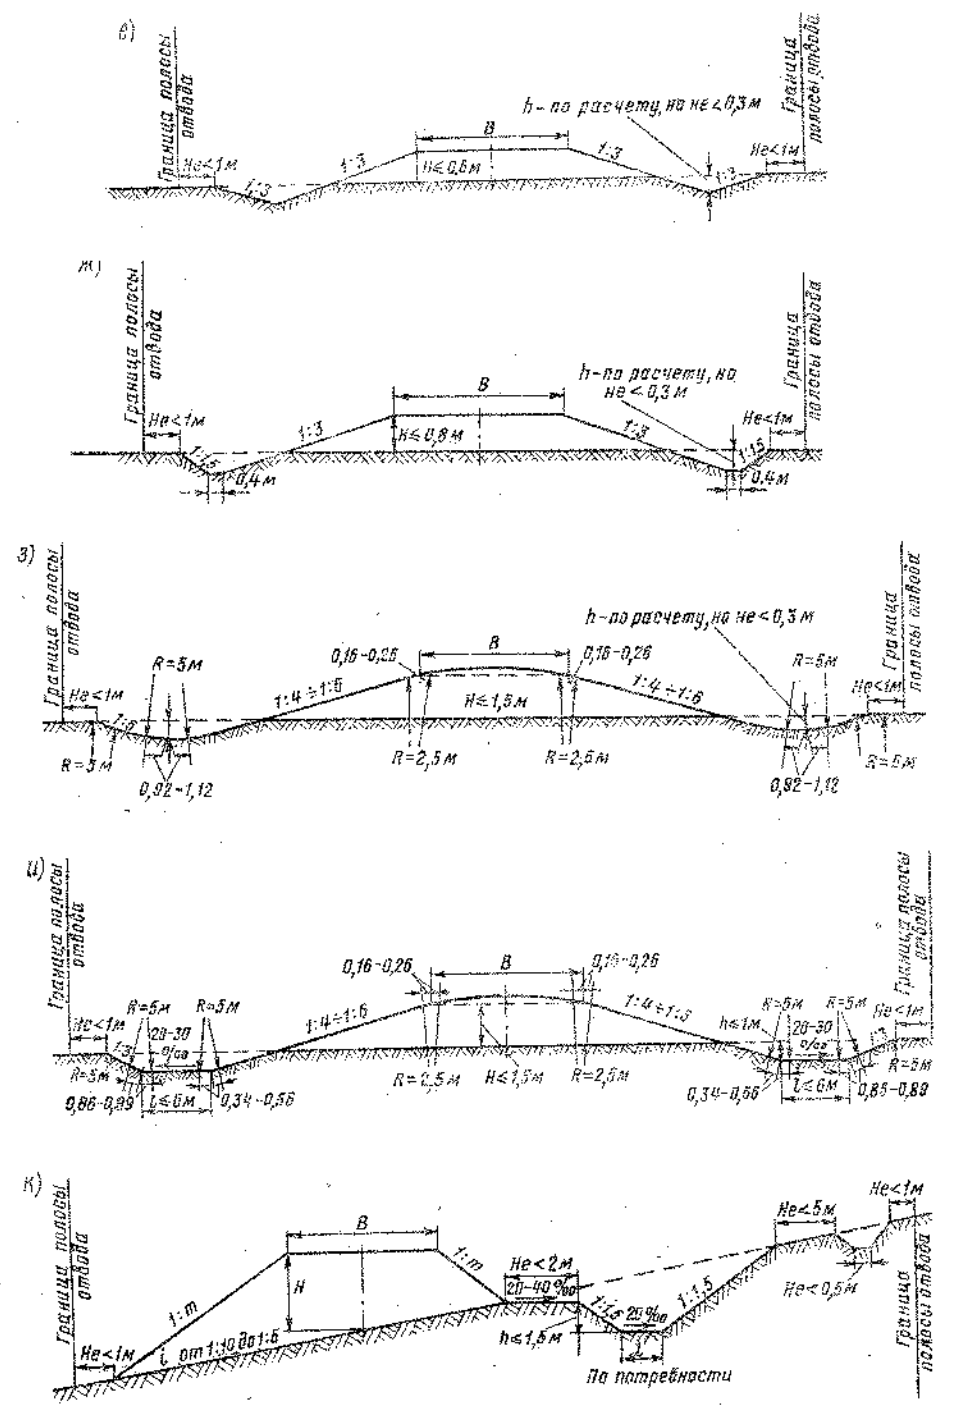 в)
Граница полосы
отвода
Не<1м
1:3
1:3
B
H≤0,6м
1:3
h-по расчету, но не<0,3м
1:3
Не<1м
Граница
полосы отвода
ж)
Граница полосы
отвода
Не<1м
1:1,5
0,4м
1:3
B
H≤0,8м
1:3
h-по расчету, но
не<0,3м
1:1,5
0,4м
Не<1м
Граница
полосы отвода
з)
Граница полосы
отвода
Не<1м
R=5м
1:6
R=5м
0,92-1,12
1:4÷1:6
0,16-0,26
B
H≤1,5м
R=2,5м
R=2,5м
0,16-0,26
1:4÷1:6
h-по расчету, но не<0,3м
R=5м
0,92-1,12
Не<1м
R=5м
Граница
полосы отвода
и)
Граница полосы
отвода
Не<1м
R=5м
R=5м
20-30
‰
1:3
R=5м
0,86-0,89
l≤6м
0,34-0,56
1:4÷1:6
0,16-0,26
B
0,16-0,26
R=2,5м
H≤1,5м
R=2,5м
h≤1м
R=5м
R=5м
20-30
‰
Не<1м
1:3
R=5м
0,34-0,56
l≤6м
0,86-0,89
Граница полосы
отвода
к)
Граница полосы
отвода
Не<1м
1:m
B
H
1:m
i от 1:10 до 1:5
Не<2м
20-40‰
h≤1,5м
1:1,5
20‰
По потребности
1:1,5
Не<5м
Не<0,5м
Не<1м
Граница
полосы отвода